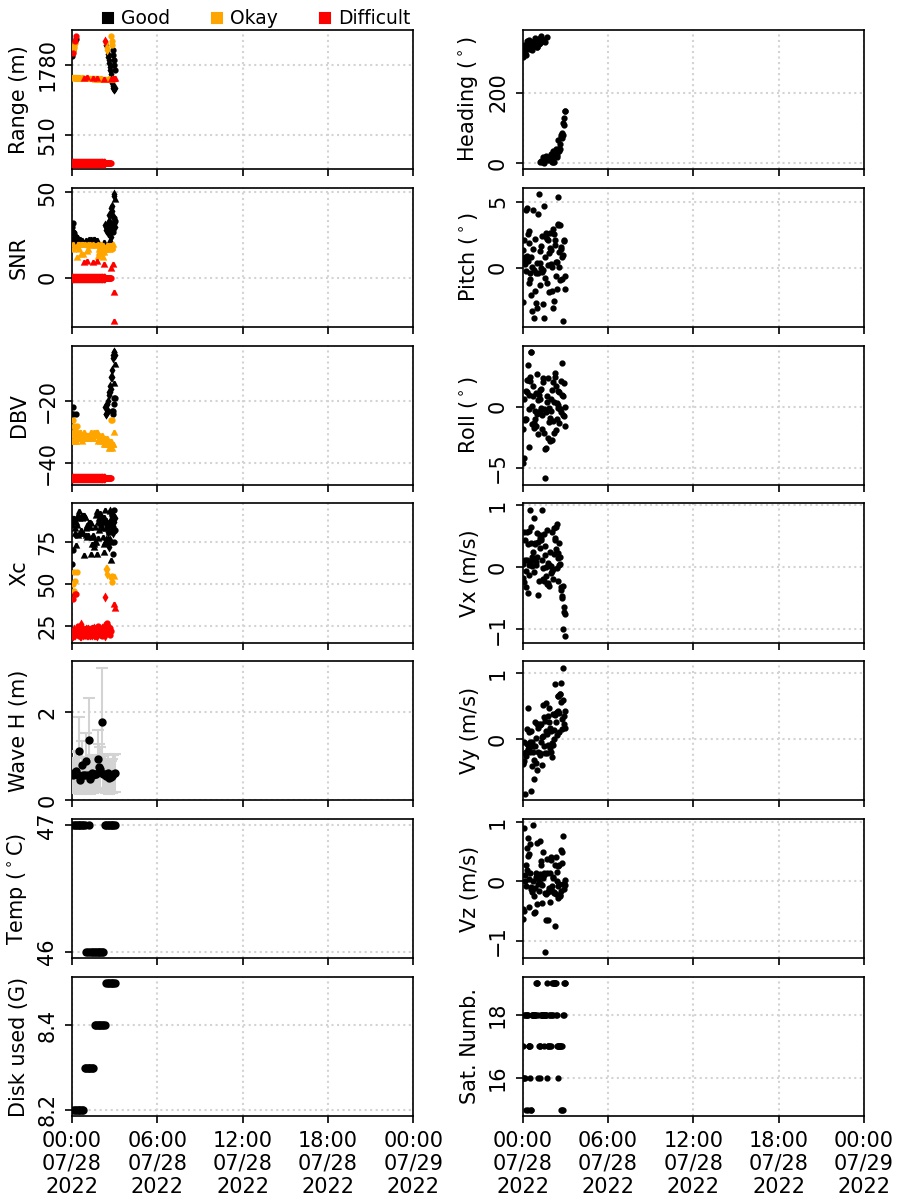 Good Okay Difficult
Range (m)
1780
510
Heading (°)
200
0
SNR
50
0
Pitch (°)
5
0
DBV
−20
−40
Roll (°)
0
−5
Xc
75
50
25
Vx (m/s)
1
0
−1
Wave H (m)
2
0
Vy (m/s)
1
0
Temp (°C)
47
46
Vz (m/s)
1
0
−1
Disk used (G)
8.4
8.2
Sat. Numb.
18
16
00:00 06:00 12:00 18:00 00:00 00:00 06:00 12:00 18:00 00:00
07/28 07/28 07/28 07/28 07/29 07/28 07/28 07/28 07/28 07/29
2022 2022 2022 2022 2022 2022 2022 2022 2022 2022